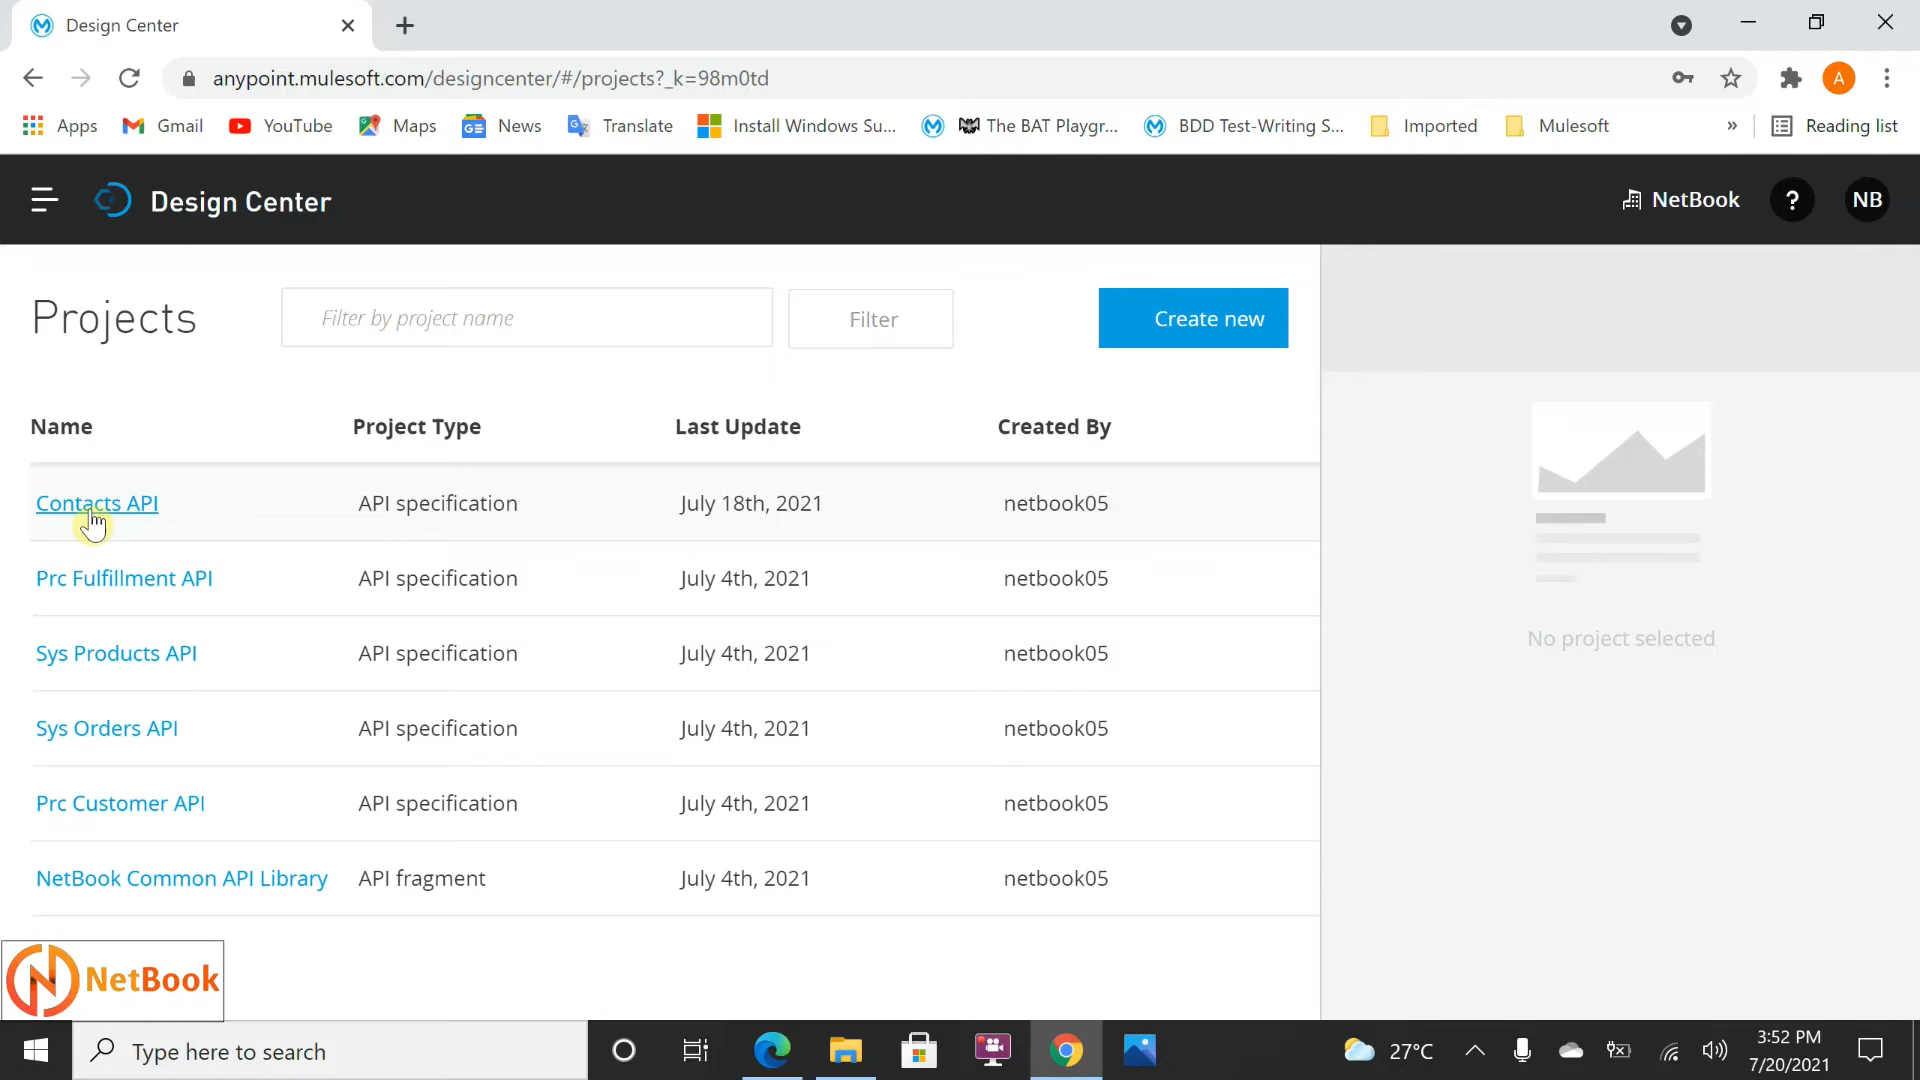 Design Center
anypoint.mulesoft.com/designcenter/#/projects?_k=98m0td
A
Apps Gmail YouTube Maps News Translate Install Windows Su... The BAT Playgr... BDD Test-Writing S... Imported Mulesoft » Reading list
Design Center NetBook ? NB
Projects Filter by project name Filter Create new
Name Project Type Last Update Created By
Contacts API API specification July 18th, 2021 netbook05
Prc Fulfillment API API specification July 4th, 2021 netbook05
Sys Products API API specification July 4th, 2021 netbook05
Sys Orders API API specification July 4th, 2021 netbook05
Prc Customer API API specification July 4th, 2021 netbook05
NetBook Common API Library API fragment July 4th, 2021 netbook05
No project selected
NetBook
Type here to search 27°C 3:52 PM
7/20/2021